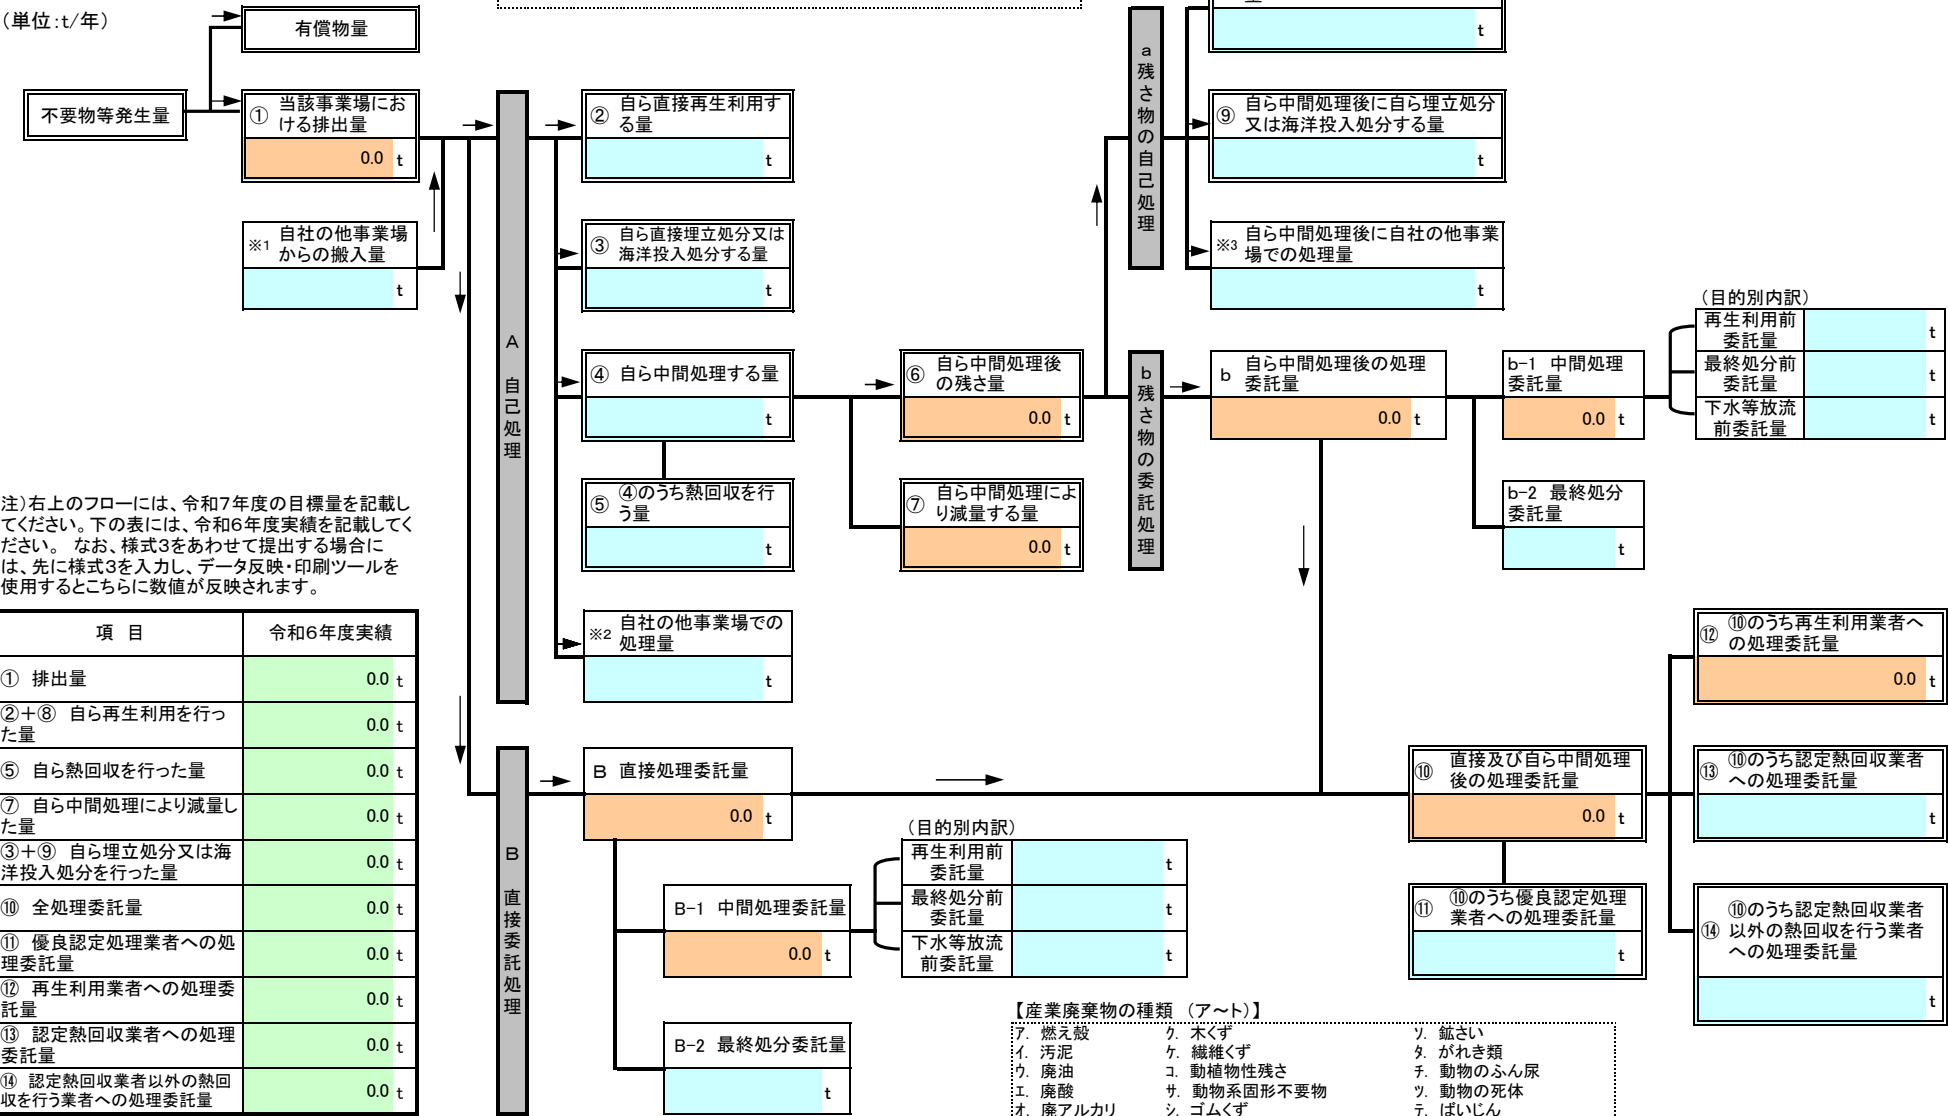 (単位:t/年)
有償物量
不要物等発生量
①
当該事業場にお
ける排出量
0.0 t
※1
自社の他事業場
からの搬入量
t
A
自己処理
②
自ら直接再生利用す
る量
t
③
自ら直接埋立処分又は
海洋投入処分する量
t
④ 自ら中間処理する量
t
⑤
④のうち熱回収を行
う量
t
※2
自社の他事業場での
処理量
t
⑥
自ら中間処理後
の残さ量
0.0 t
⑦
自ら中間処理によ
り減量する量
0.0 t
a
残さ物の自己処理
t
⑨
自ら中間処理後に自ら埋立処分
又は海洋投入処分する量
t
※3
自ら中間処理後に自社の他事業
場での処理量
t
b
残さ物の委託処理
b
自ら中間処理後の処理
委託量
0.0 t
b-1 中間処理
委託量
0.0 t
b-2 最終処分
委託量
t
(目的別内訳)
再生利用前
委託量
t
最終処分前
委託量
t
下水等放流
前委託量
t
注)右上のフローには、令和7年度の目標量を記載し
てください。下の表には、令和6年度実績を記載してく
ださい。 なお、様式3をあわせて提出する場合に
は、先に様式3を入力し、データ反映・印刷ツールを
使用するとこちらに数値が反映されます。
項 目 令和6年度実績
① 排出量 0.0 t
②+⑧ 自ら再生利用を行っ
た量 0.0 t
⑤ 自ら熱回収を行った量 0.0 t
⑦ 自ら中間処理により減量し
た量 0.0 t
③+⑨ 自ら埋立処分又は海
洋投入処分を行った量 0.0 t
⑩ 全処理委託量 0.0 t
⑪ 優良認定処理業者への処
理委託量 0.0 t
⑫ 再生利用業者への処理委
託量 0.0 t
⑬ 認定熱回収業者への処理
委託量 0.0 t
⑭ 認定熱回収業者以外の熱回
収を行う業者への処理委託量 0.0 t
B
直接委託処理
B 直接処理委託量
0.0 t
B-1 中間処理委託量
0.0 t
B-2 最終処分委託量
t
(目的別内訳)
再生利用前
委託量
t
最終処分前
委託量
t
下水等放流
前委託量
t
⑩
直接及び自ら中間処理
後の処理委託量
0.0 t
⑪
⑩のうち優良認定処理
業者への処理委託量
t
⑫
⑩のうち再生利用業者へ
の処理委託量
0.0 t
⑬
⑩のうち認定熱回収業者
への処理委託量
t
⑭
⑩のうち認定熱回収業者
以外の熱回収を行う業者
への処理委託量
t
【産業廃棄物の種類 (ア~ト)】
ア. 燃え殻 ク. 木くず ソ. 鉱さい
イ. 汚泥 ケ. 繊維くず タ. がれき類
ウ. 廃油 コ. 動植物性残さ チ. 動物のふん尿
エ. 廃酸 サ. 動物系固形不要物 ツ. 動物の死体
オ. 廃アルカリ シ. ゴムくず テ. ばいじん